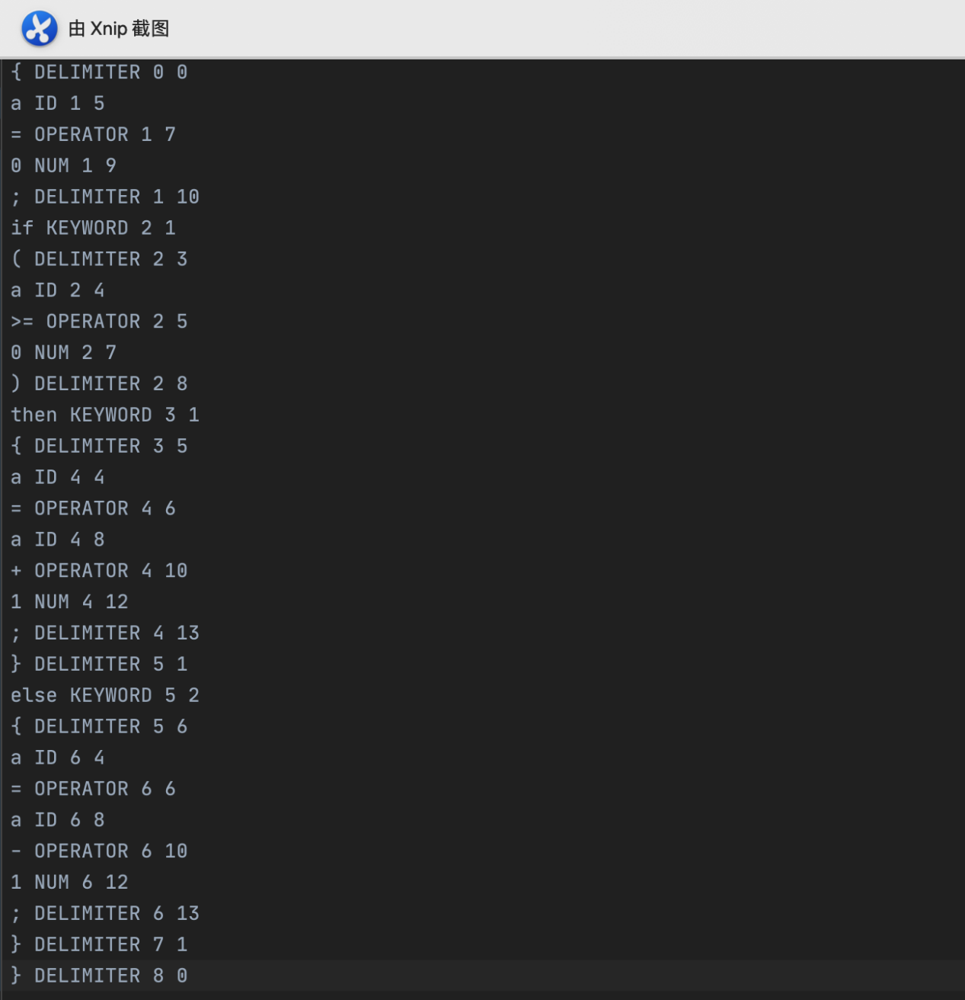 由 Xnip 截图
{ DELIMITER 0 0
a ID 1 5
= OPERATOR 1 7
0 NUM 1 9
; DELIMITER 1 10
if KEYWORD 2 1
( DELIMITER 2 3
a ID 2 4
>= OPERATOR 2 5
0 NUM 2 7
) DELIMITER 2 8
then KEYWORD 3 1
{ DELIMITER 3 5
a ID 4 4
= OPERATOR 4 6
a ID 4 8
+ OPERATOR 4 10
1 NUM 4 12
; DELIMITER 4 13
} DELIMITER 5 1
else KEYWORD 5 2
{ DELIMITER 5 6
a ID 6 4
= OPERATOR 6 6
a ID 6 8
- OPERATOR 6 10
1 NUM 6 12
; DELIMITER 6 13
} DELIMITER 7 1
} DELIMITER 8 0